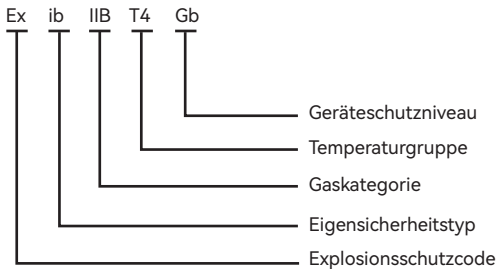 Ex ib IIB T4 Gb
Geräteschutzniveau
Temperaturgruppe
Gaskategorie
Eigensicherheitstyp
Explosionsschutzcode